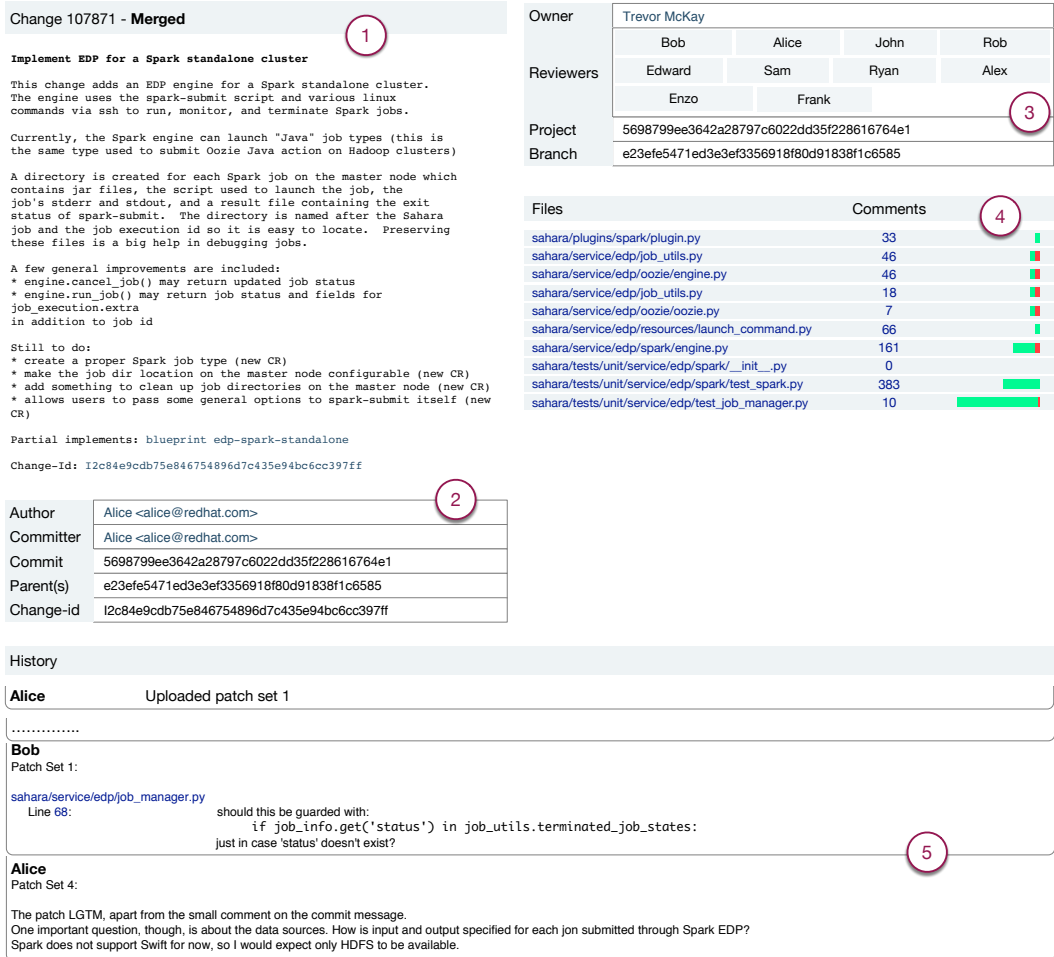 Change 107871 - Merged
1
Implement EDP for a Spark standalone cluster
This change adds an EDP engine for a Spark standalone cluster.
The engine uses the spark-submit script and various linux
commands via ssh to run, monitor, and terminate Spark jobs.
Currently, the Spark engine can launch "Java" job types (this is
the same type used to submit Oozie Java action on Hadoop clusters)
A directory is created for each Spark job on the master node which
contains jar files, the script used to launch the job, the
job's stderr and stdout, and a result file containing the exit
status of spark-submit.  The directory is named after the Sahara
job and the job execution id so it is easy to locate.  Preserving
these files is a big help in debugging jobs.
A few general improvements are included:
* engine.cancel_job() may return updated job status
* engine.run_job() may return job status and fields for
job_execution.extra
in addition to job id
Still to do:
* create a proper Spark job type (new CR)
* make the job dir location on the master node configurable (new CR)
* add something to clean up job directories on the master node (new CR)
* allows users to pass some general options to spark-submit itself (new
CR)
Partial implements: blueprint edp-spark-standalone
Change-Id: I2c84e9cdb75e846754896d7c435e94bc6cc397ff
2
Author Alice <alice@redhat.com>
Committer Alice <alice@redhat.com>
Commit 5698799ee3642a28797c6022dd35f228616764e1
Parent(s) e23efe5471ed3e3ef3356918f80d91838f1c6585
Change-id I2c84e9cdb75e846754896d7c435e94bc6cc397ff
Owner Trevor McKay
Reviewers
Bob Alice John Rob
Edward Sam Ryan Alex
Enzo Frank
3
Project 5698799ee3642a28797c6022dd35f228616764e1
Branch e23efe5471ed3e3ef3356918f80d91838f1c6585
Files Comments
4
sahara/plugins/spark/plugin.py 33
sahara/service/edp/job_utils.py 46
sahara/service/edp/oozie/engine.py 46
sahara/service/edp/job_utils.py 18
sahara/service/edp/oozie/oozie.py 7
sahara/service/edp/resources/launch_command.py 66
sahara/service/edp/spark/engine.py 161
sahara/tests/unit/service/edp/spark/__init__.py 0
sahara/tests/unit/service/edp/spark/test_spark.py 383
sahara/tests/unit/service/edp/test_job_manager.py 10
History
Alice Uploaded patch set 1
…………..
Bob
Patch Set 1:
sahara/service/edp/job_manager.py
Line 68: should this be guarded with:
if job_info.get('status') in job_utils.terminated_job_states:
just in case 'status' doesn't exist?
5
Alice
Patch Set 4:
The patch LGTM, apart from the small comment on the commit message.
One important question, though, is about the data sources. How is input and output specified for each jon submitted through Spark EDP?
Spark does not support Swift for now, so I would expect only HDFS to be available.